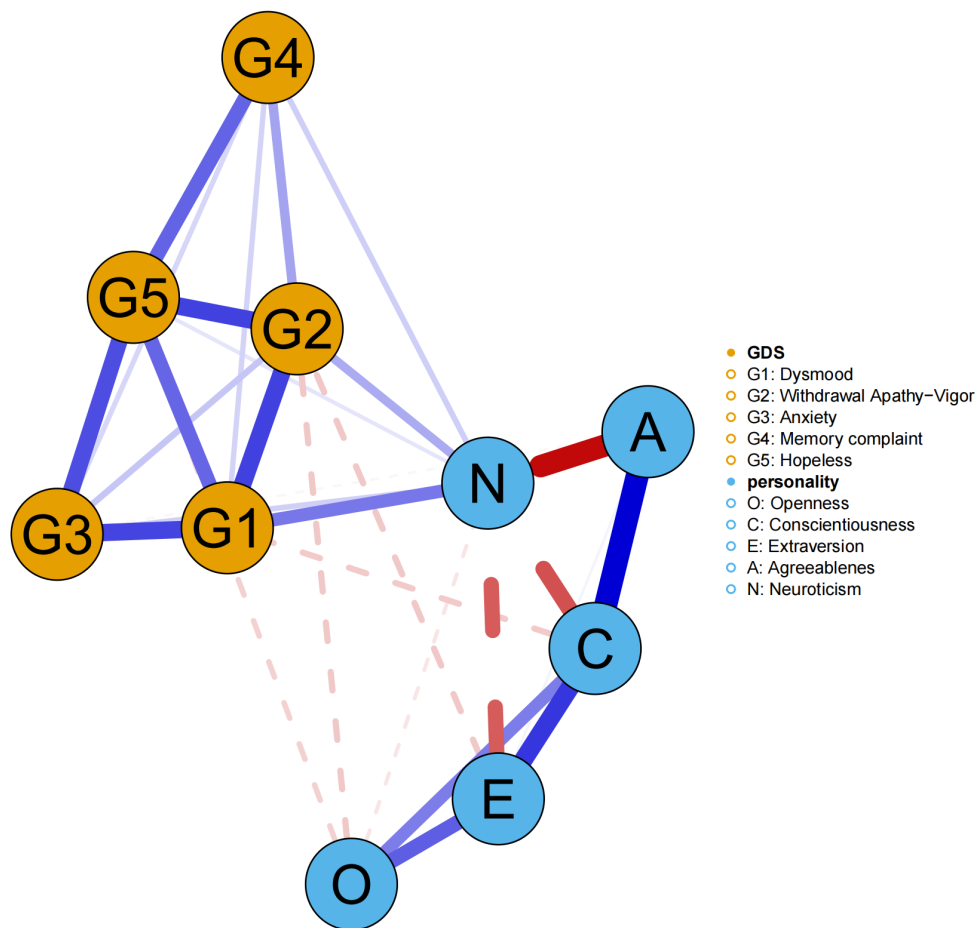 G4
G5
G2
A
N
G3
G1
C
E
O
GDS
G1: Dysmood
G2: Withdrawal Apathy−Vigor
G3: Anxiety
G4: Memory complaint
G5: Hopeless
personality
O: Openness
C: Conscientiousness
E: Extraversion
A: Agreeablenes
N: Neuroticism